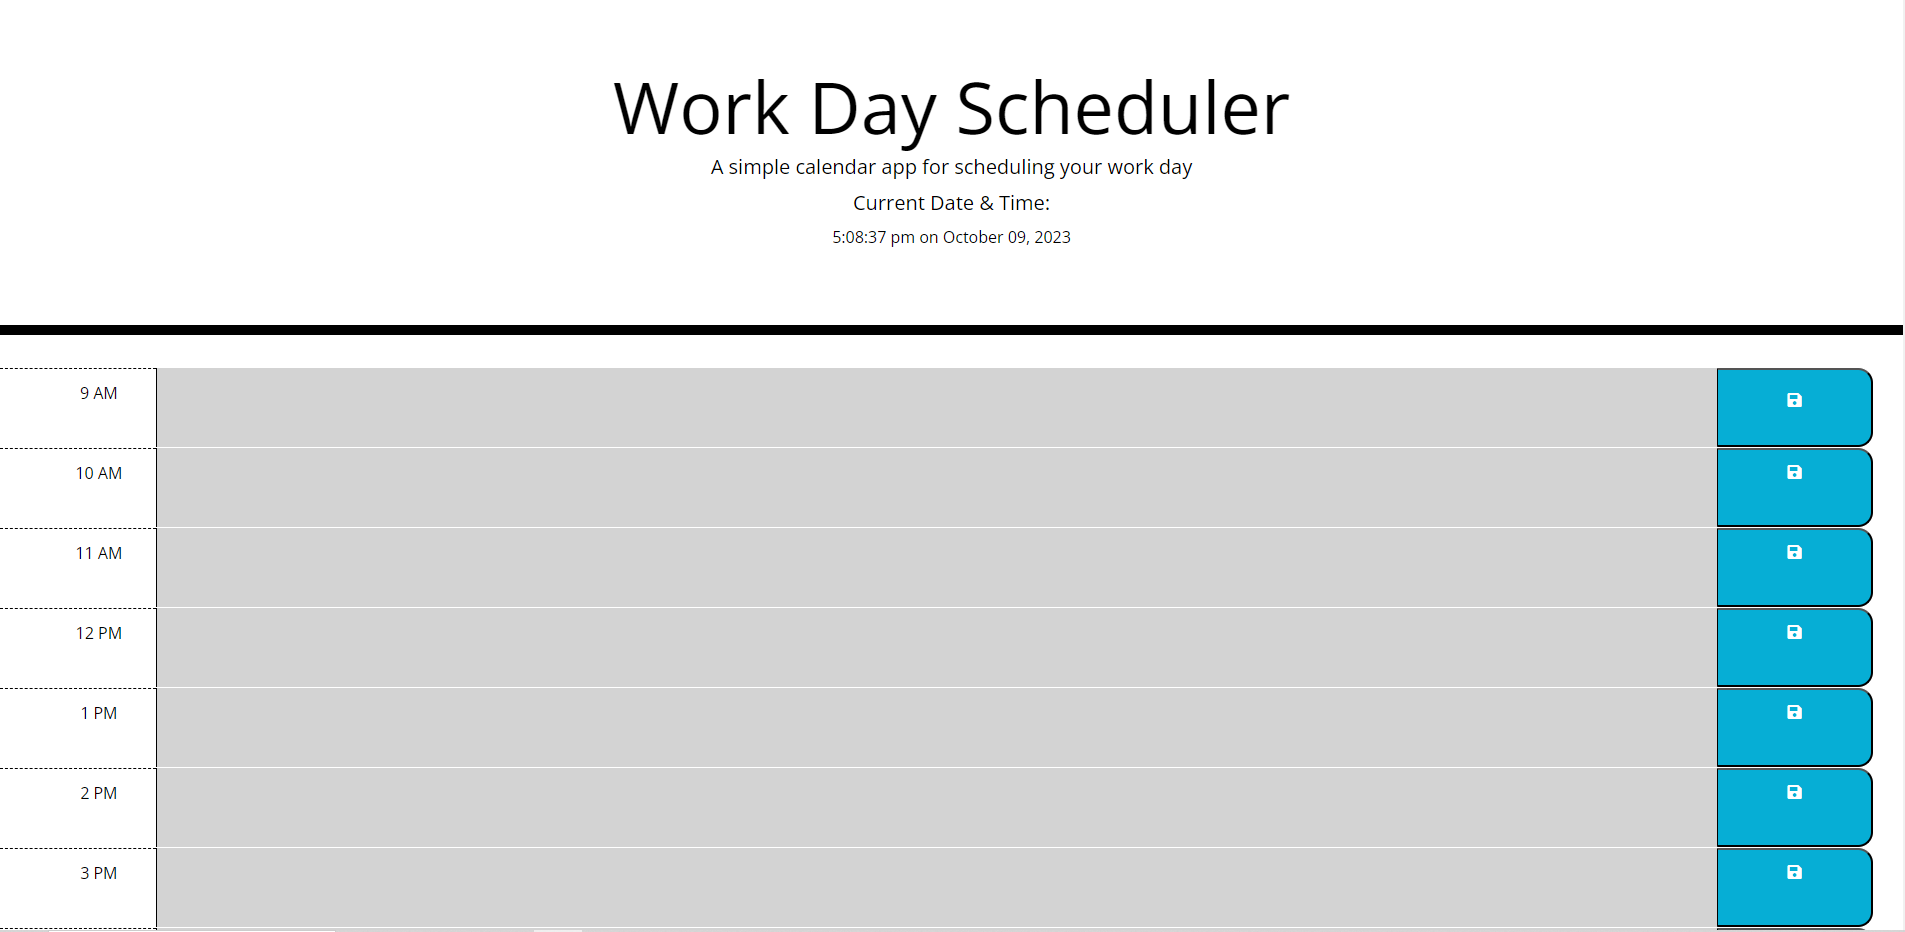 Work Day Scheduler
A simple calendar app for scheduling your work day
Current Date & Time:
5:08:37 pm on October 09, 2023
9 AM
10 AM
11 AM
12 PM
1 PM
2 PM
3 PM